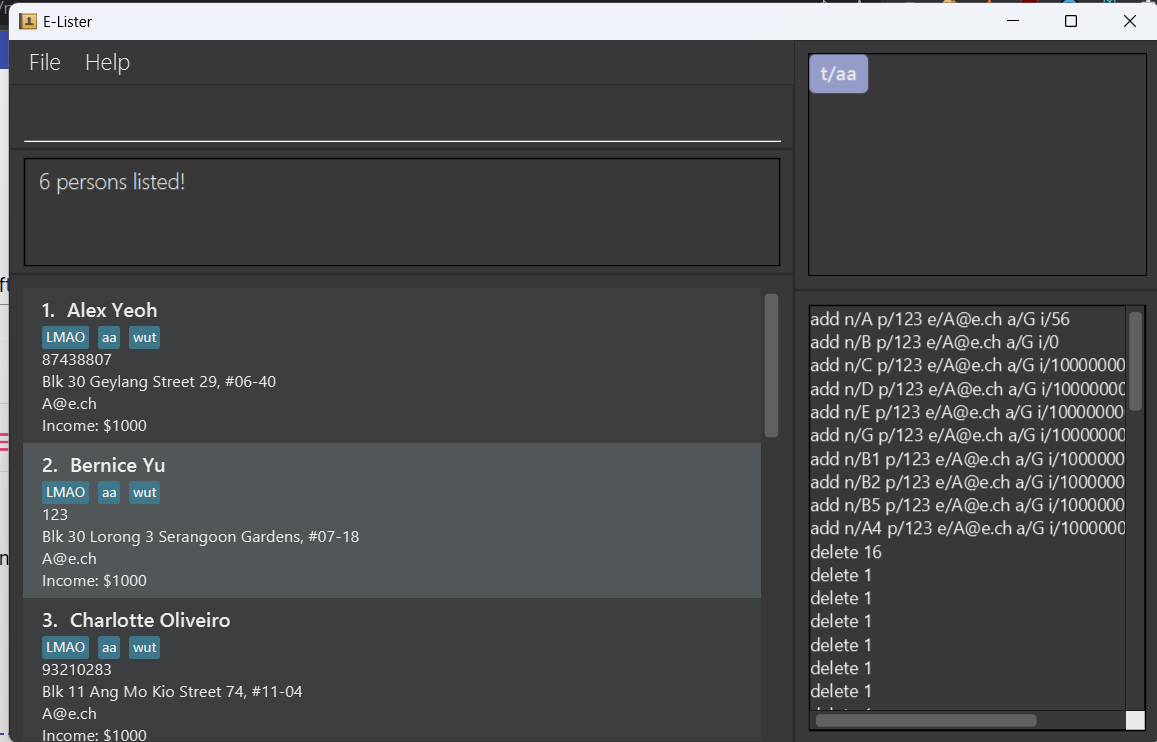 E-Lister
File Help
6 persons listed!
1. Alex Yeoh
LMAO aa wut
87438807
Blk 30 Geylang Street 29, #06-40
A@e.ch
Income: $1000
2. Bernice Yu
LMAO aa wut
123
Blk 30 Lorong 3 Serangoon Gardens, #07-18
A@e.ch
Income: $1000
3. Charlotte Oliveiro
LMAO aa wut
93210283
Blk 11 Ang Mo Kio Street 74, #11-04
A@e.ch
Income: $1000
t/aa
add n/A p/123 e/A@e.ch a/G i/56
add n/B p/123 e/A@e.ch a/G i/0
add n/C p/123 e/A@e.ch a/G i/10000000
add n/D p/123 e/A@e.ch a/G i/10000000
add n/E p/123 e/A@e.ch a/G i/10000000
add n/G p/123 e/A@e.ch a/G i/10000000
add n/B1 p/123 e/A@e.ch a/G i/1000000
add n/B2 p/123 e/A@e.ch a/G i/1000000
add n/B5 p/123 e/A@e.ch a/G i/1000000
add n/A4 p/123 e/A@e.ch a/G i/1000000
delete 16
delete 1
delete 1
delete 1
delete 1
delete 1
delete 1